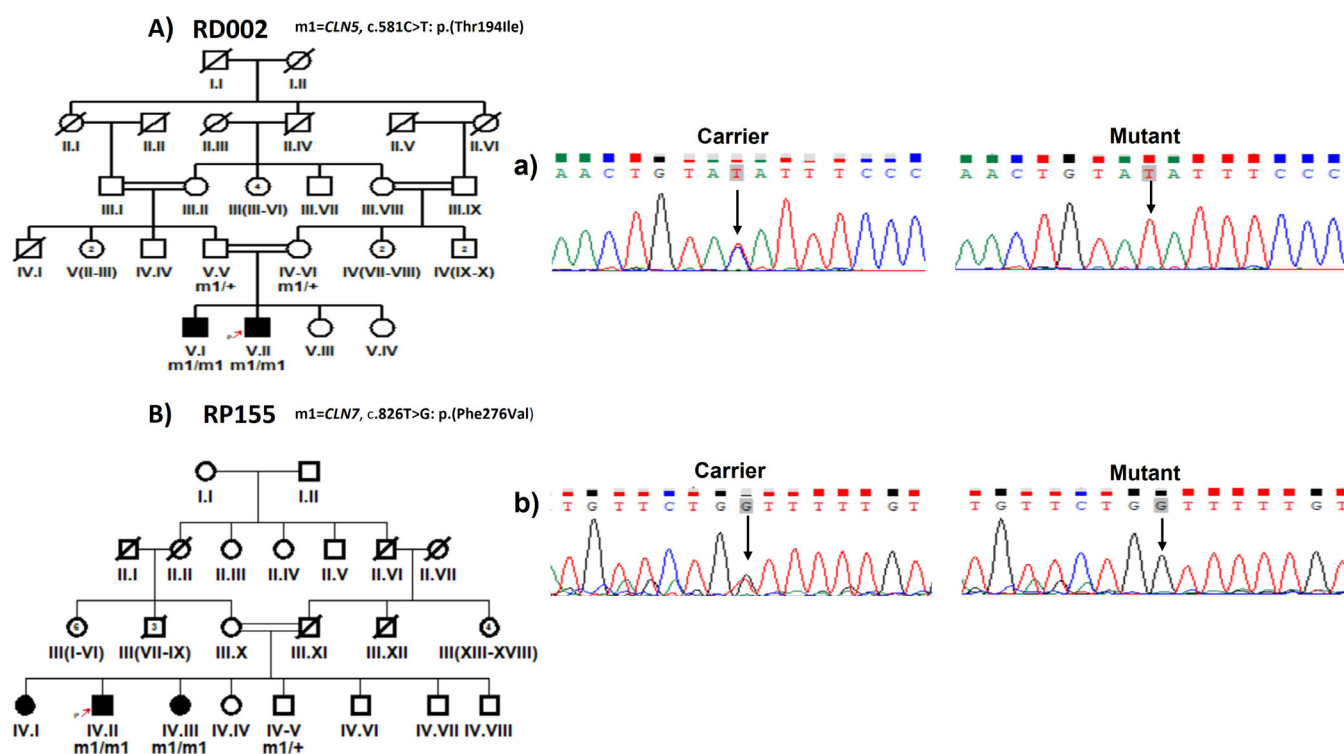 A) RD002 m1=CLN5, c.581C>T: p.(Thr194Ile)
I.I I.II
II.I II.II II.III II.IV II.V II.VI
4
III.I III.II III(III-VI) III.VII III.VIII III.IX
2 2 2
IV.I V(II-III) IV.IV V.V IV-VI IV(VII-VIII) IV(IX-X)
m1/+ m1/+
P
V.I V.II V.III V.IV
m1/m1 m1/m1
a)
Carrier
A A C T G T A T A T T T C C C
Mutant
A A C T G T A T A T T T C C C
B) RP155 m1=CLN7, c.826T>G: p.(Phe276Val)
I.I I.II
II.I II.II II.III II.IV II.V II.VI II.VII
6 3 4
III(I-VI) III(VII-IX) III.X III.XI III.XII III(XIII-XVIII)
P
IV.I IV.II IV.III IV.IV IV-V IV.VI IV.VII IV.VIII
m1/m1 m1/m1 m1/+
b)
Carrier
T G T T C T G G T T T T T G T
Mutant
T G T T C T G G T T T T T G T